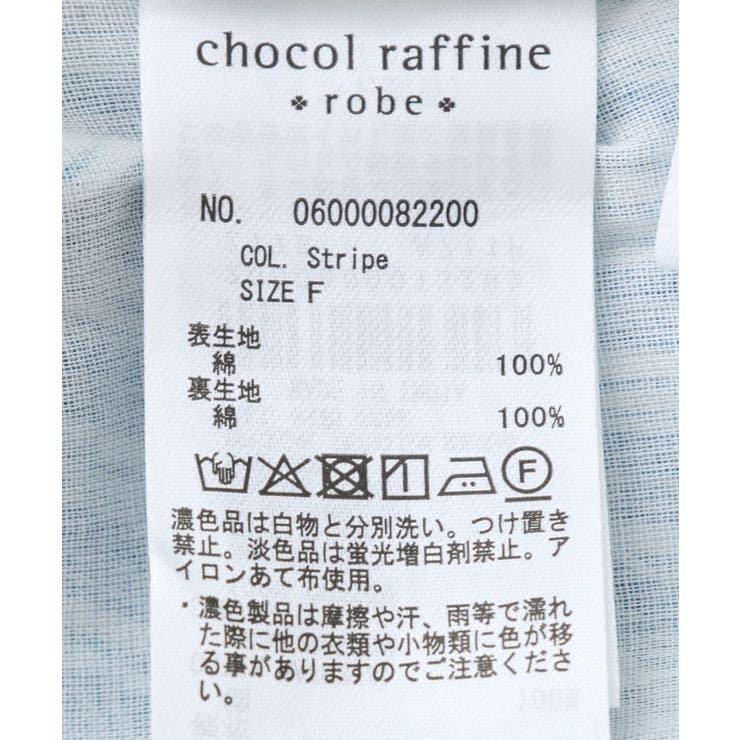 chocol raffine
robe
NO. 06000082200
COL. Stripe
SIZE F
表生地
綿 100%
裏生地
綿 100%
F
濃色品は白物と分別洗い。つけ置き
禁止。淡色品は蛍光増白剤禁止。ア
イロンあて布使用。
・濃色製品は摩擦や汗、雨等で濡れ
た際に他の衣類や小物類に色が移
る事がありますのでご注意くださ
い。